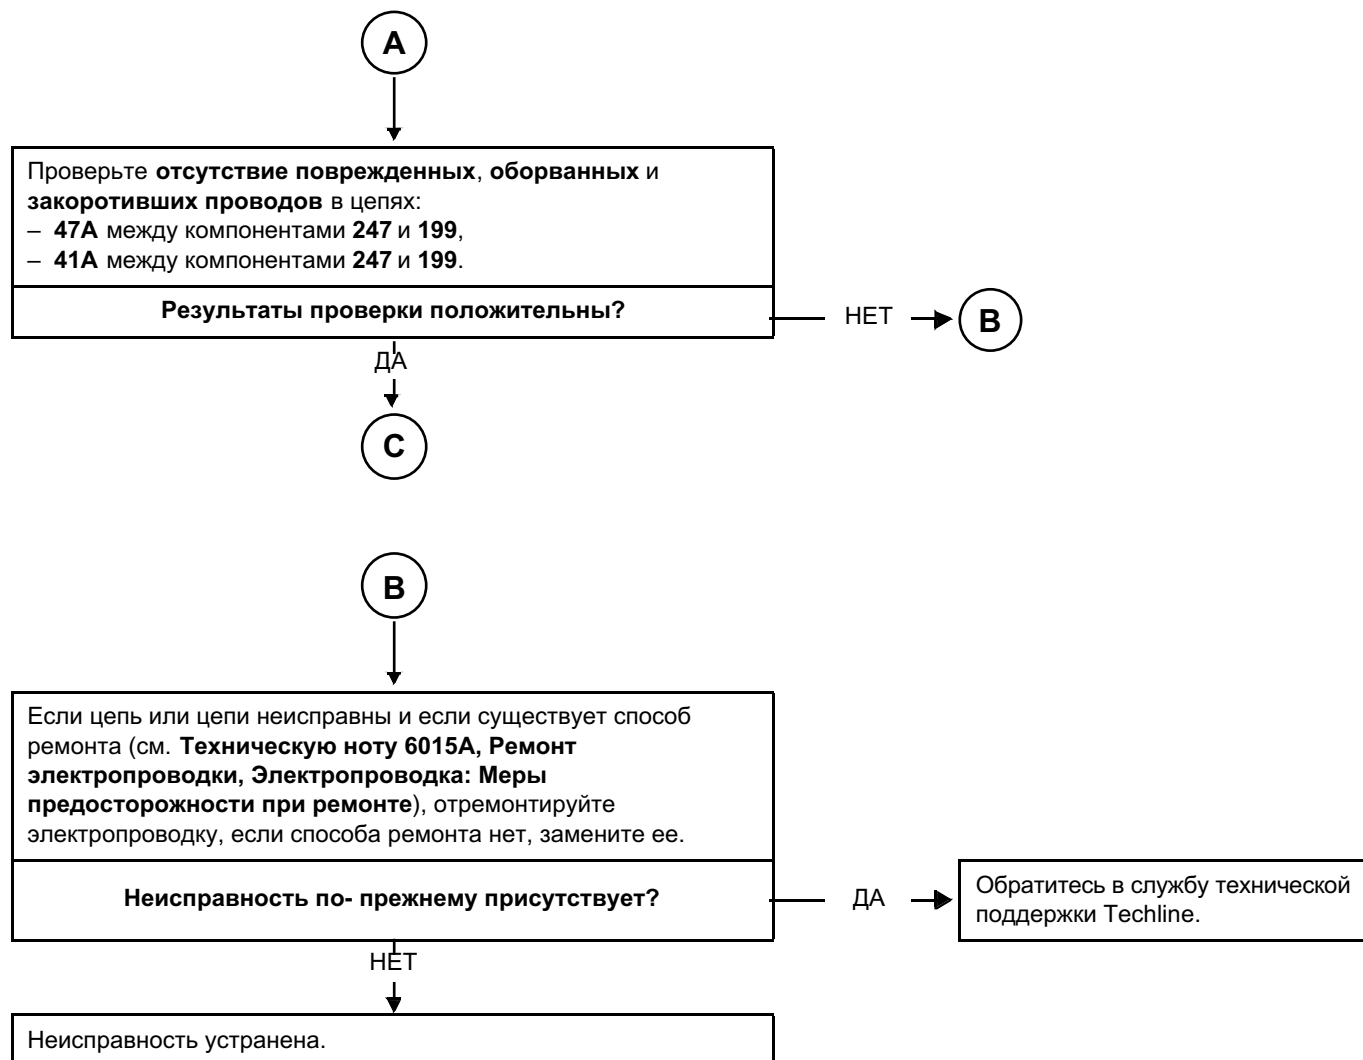 A
Проверьте отсутствие поврежденных, оборванных и
закоротивших проводов в цепях:
– 47A между компонентами 247 и 199,
– 41A между компонентами 247 и 199.
Результаты проверки положительны?
НЕТ
B
ДА
C
B
Если цепь или цепи неисправны и если существует способ
ремонта (см. Техническую ноту 6015A, Ремонт
электропроводки, Электропроводка: Меры
предосторожности при ремонте), отремонтируйте
электропроводку, если способа ремонта нет, замените ее.
Неисправность по- прежнему присутствует?
ДА
Обратитесь в службу технической
поддержки Techline.
НЕТ
Неисправность устранена.